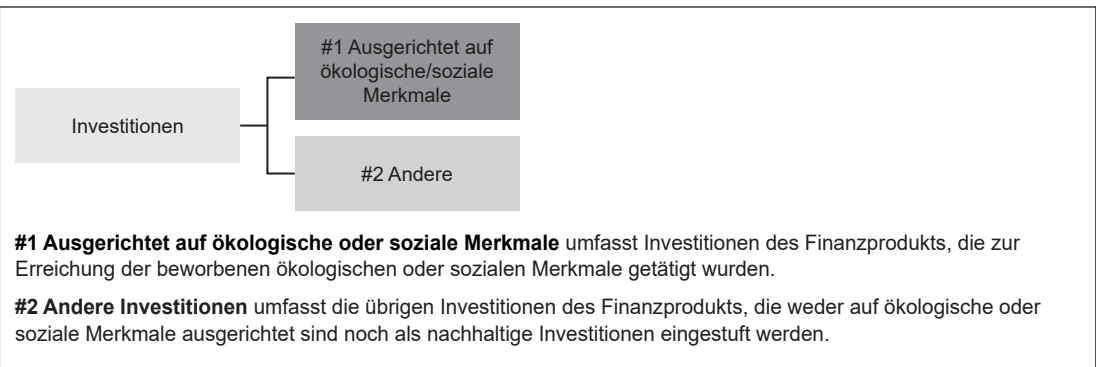 #1 Ausgerichtet auf
ökologische/soziale
Merkmale
Investitionen
#2 Andere
#1 Ausgerichtet auf ökologische oder soziale Merkmale umfasst Investitionen des Finanzprodukts, die zur
Erreichung der beworbenen ökologischen oder sozialen Merkmale getätigt wurden.
#2 Andere Investitionen umfasst die übrigen Investitionen des Finanzprodukts, die weder auf ökologische oder
soziale Merkmale ausgerichtet sind noch als nachhaltige Investitionen eingestuft werden.